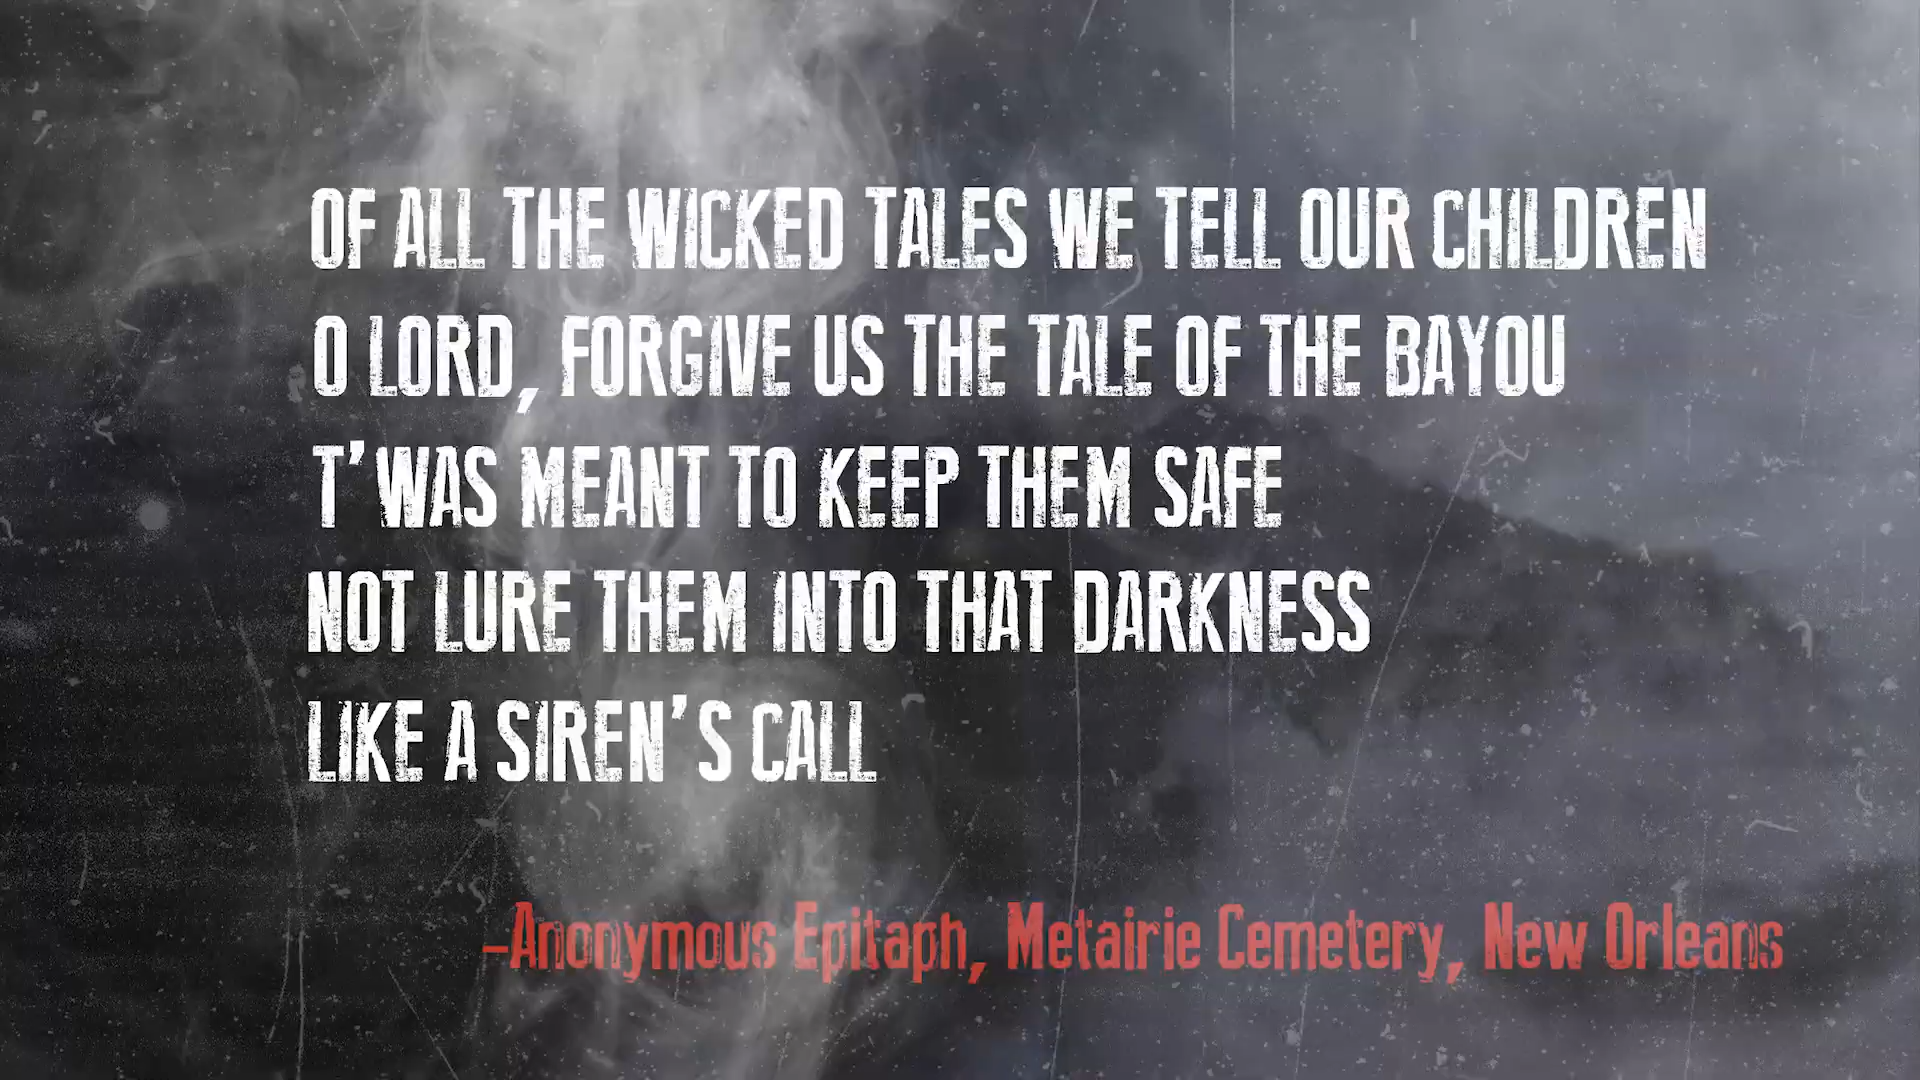 OF ALL THE WICKED TALES WE TELL OUR CHILDREN
O LORD, FORGIVE US THE TALE OF THE BAYOU
T'WAS MEANT TO KEEP THEM SAFE
NOT LURE THEM INTO THAT DARKNESS
LIKE A SIREN'S CALL
-Anonymous Epitaph, Metairie Cemetery, New Orleans